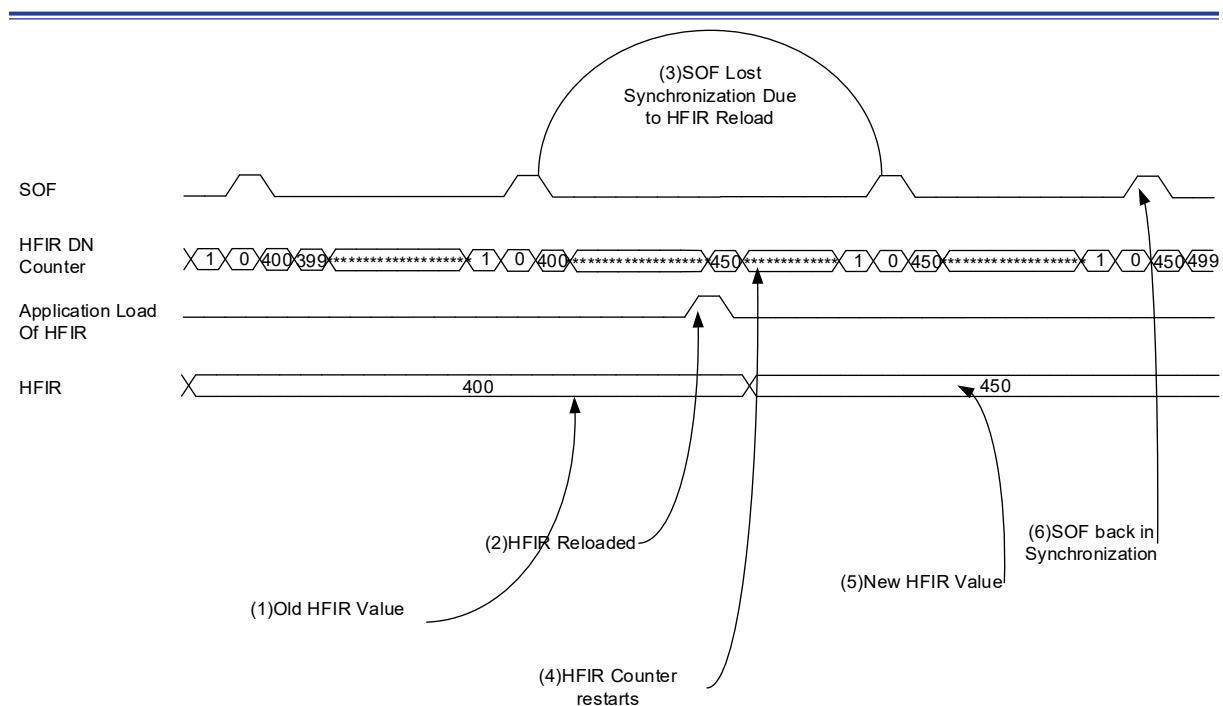 (3)SOF Lost
Synchronization Due
to HFIR Reload
SOF
HFIR DN
Counter
1 0 400 399 ***************** 1 0 400 ***************** 450 *********** 1 0 450 ***************** 1 0 450 499
Application Load
Of HFIR
HFIR
400
450
(2)HFIR Reloaded
(6)SOF back in
Synchronization
(5)New HFIR Value
(1)Old HFIR Value
(4)HFIR Counter
restarts